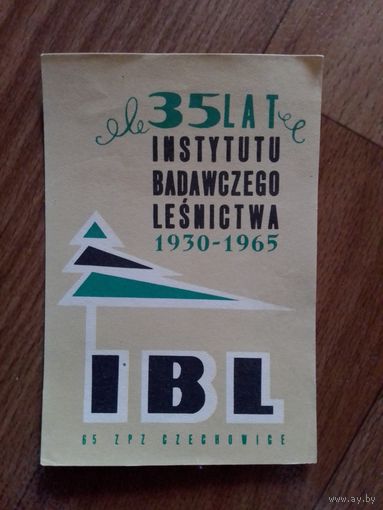 35 LAT
INSTYTUTU
BADAWCZEGO
LEŚNICTWA
1930-1965
IBL
65 ZPZ CZECHOWICE
www.ay.by